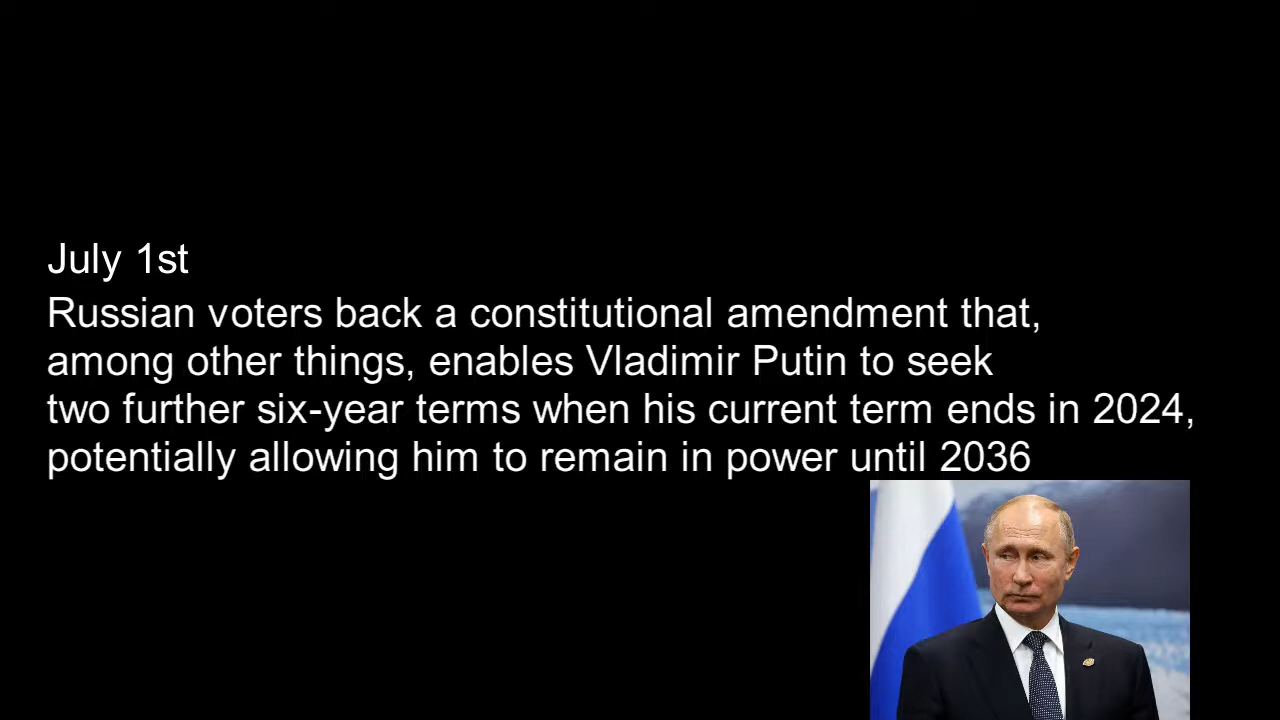 July 1st
Russian voters back a constitutional amendment that,
among other things, enables Vladimir Putin to seek
two further six-year terms when his current term ends in 2024,
potentially allowing him to remain in power until 2036